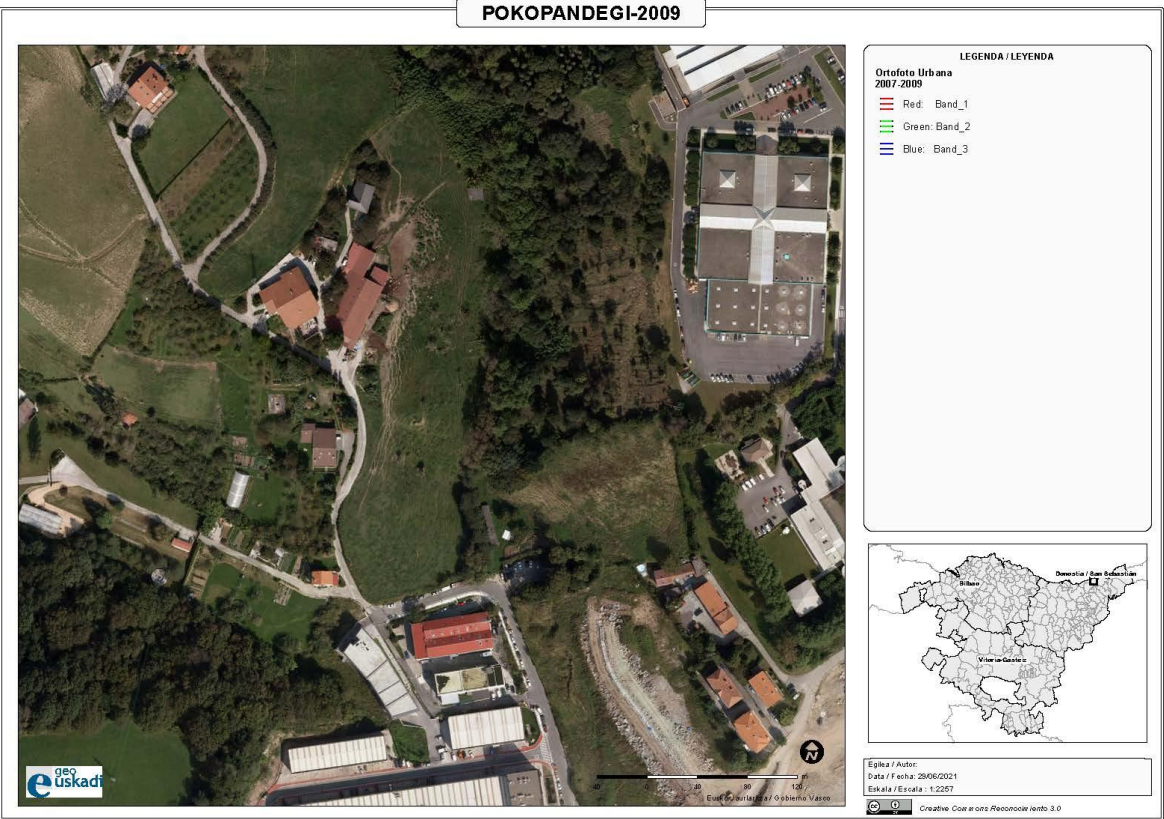 POKOPANDEGI-2009
LEGENDA / LEYENDA
Ortofoto Urbana
2007-2009
Red: Band_1
Green: Band_2
Blue: Band_3
Donostia / San Sebastián
Bilbao
Vitoria-Gasteiz
N
geo
euskadi
40 0 40 80 120 m
Eusko Jaurlaritza / Gobierno Vasco
Egilea / Autor:
Data / Fecha: 29/06/2021
Eskala / Escala : 1:2257
cc
Creative Commons Reconocimiento 3.0